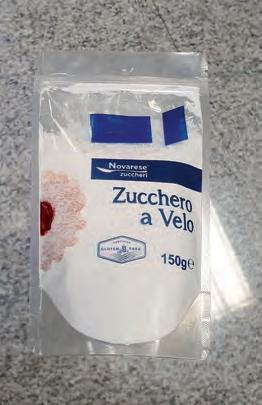 Novarese
zuccheri
Zucchero
a Velo
GLUTEN FREE
150g℮